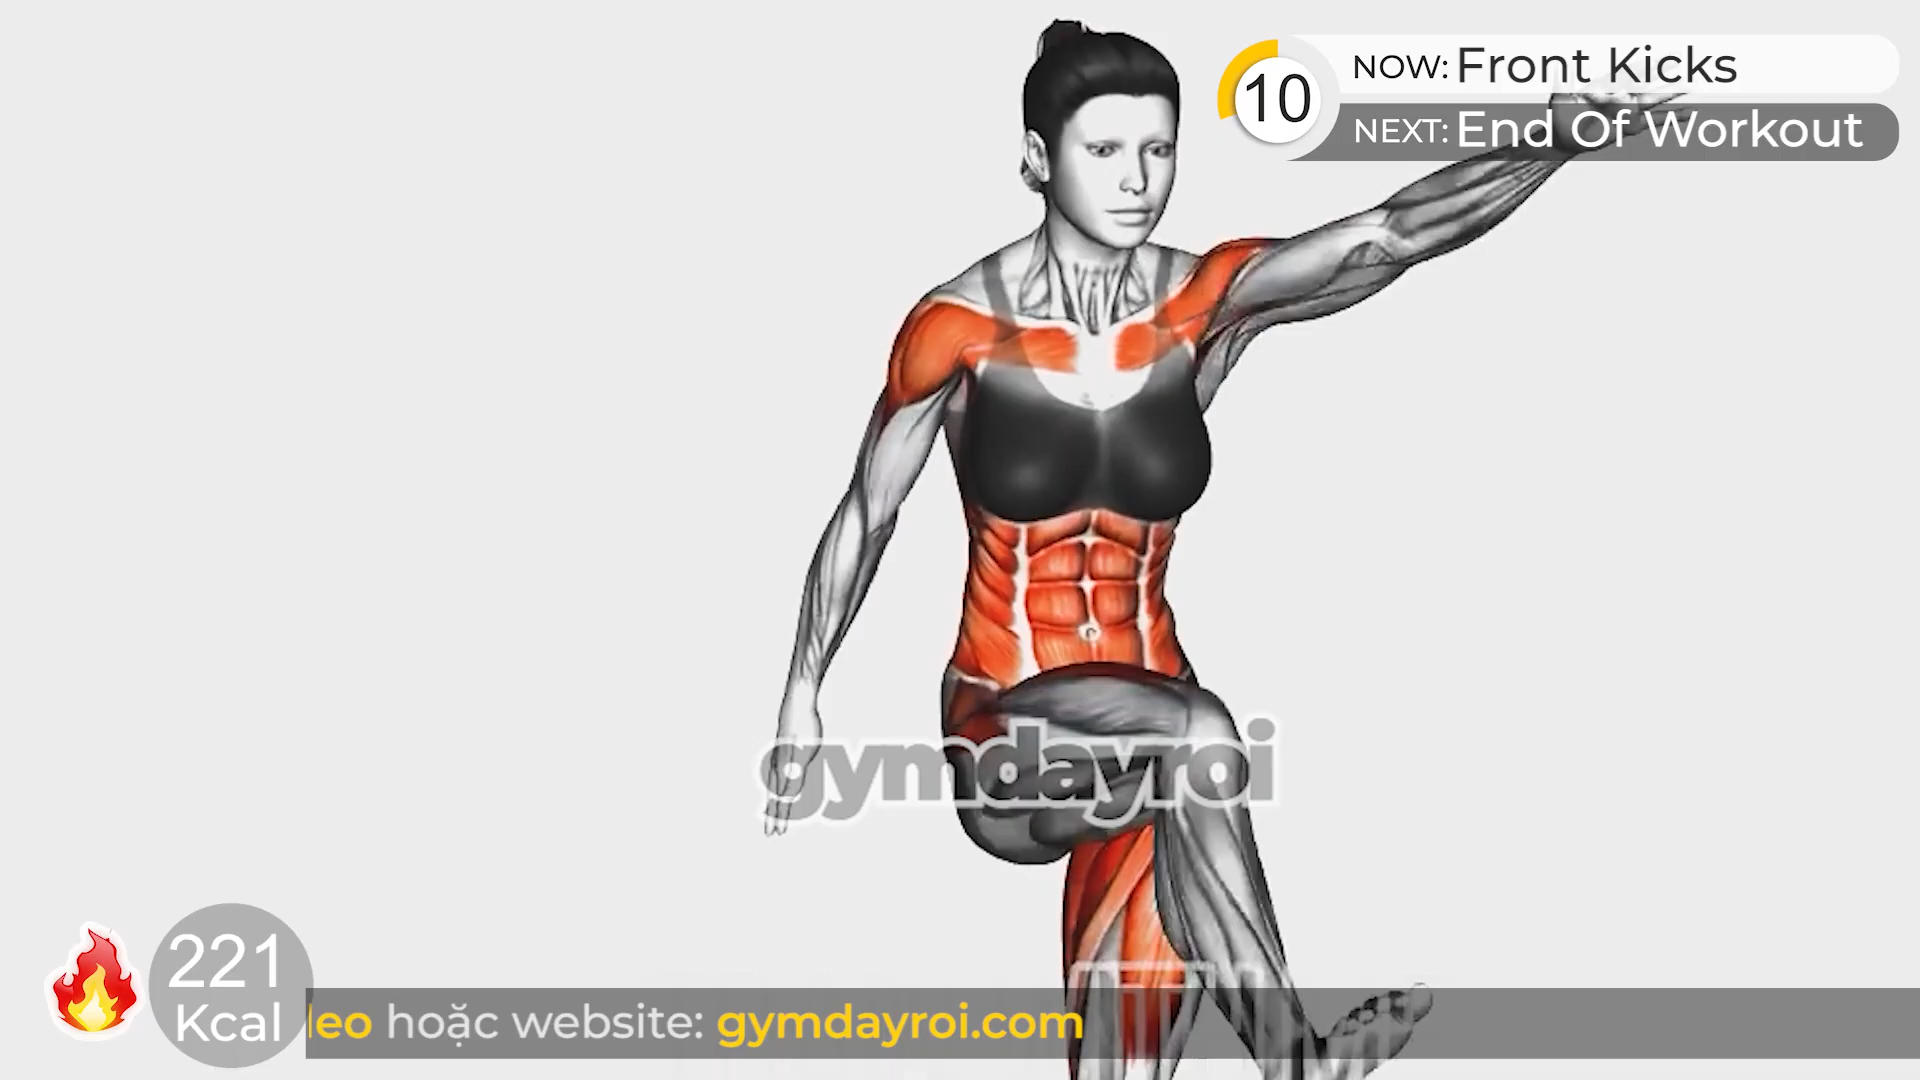 10
NOW: Front Kicks
NEXT: End Of Workout
gymdayroi
221
Kcal
leo hoặc website: gymdayroi.com